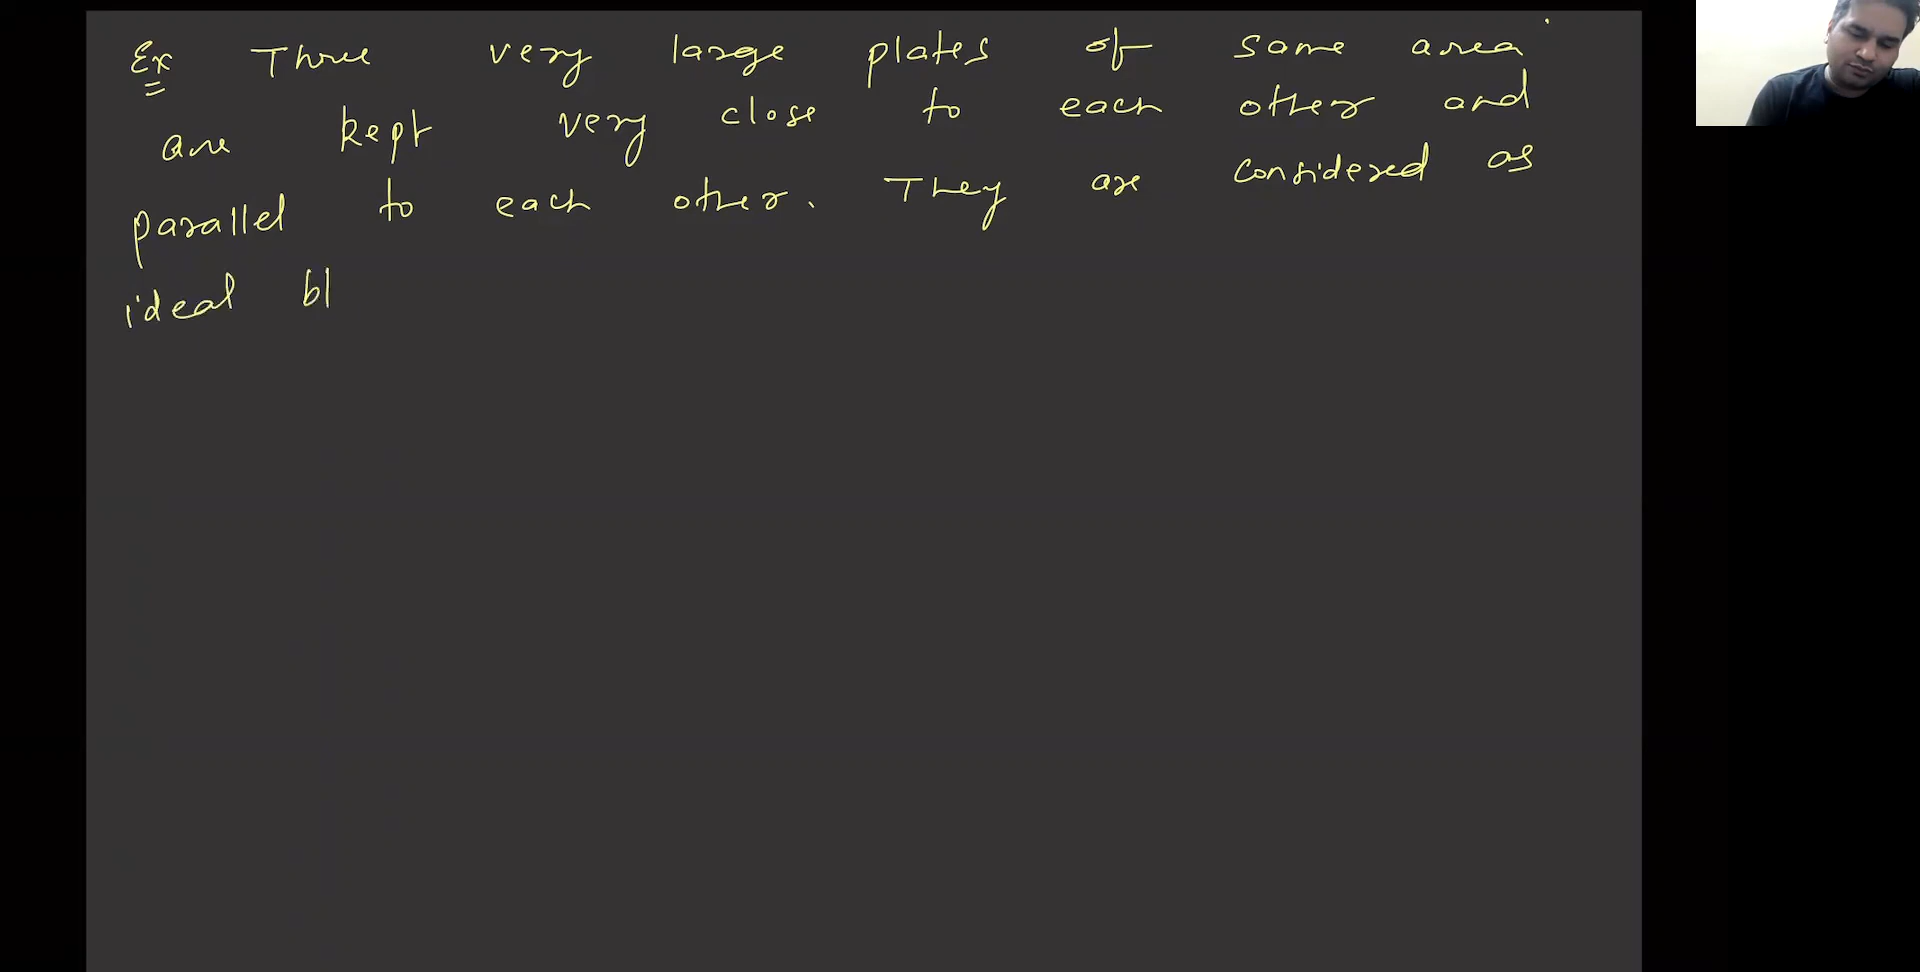 Ex Three very large plates of same area
are kept very close to each other and
parallel to each other. They are considered as
ideal bl